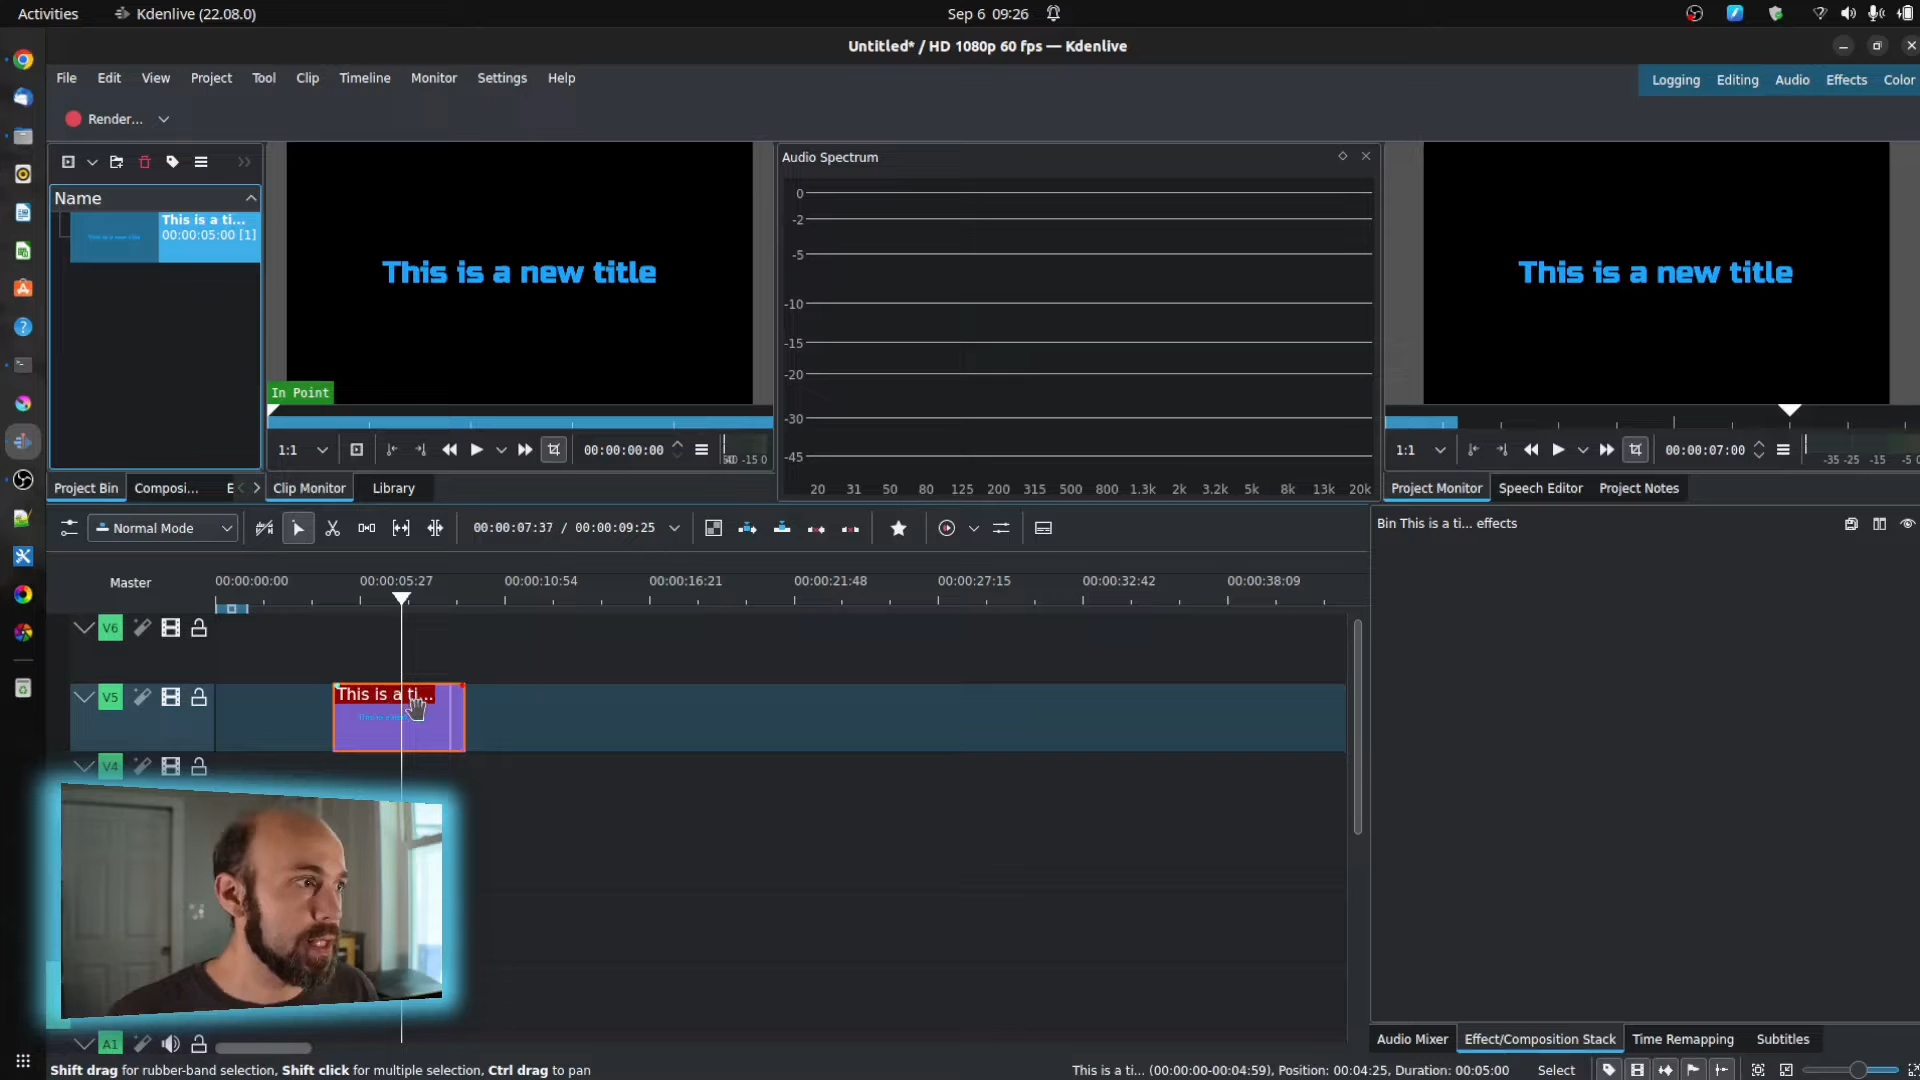 Activities
Kdenlive (22.08.0)
Sep 6 09:26
Untitled* / HD 1080p 60 fps — Kdenlive
File Edit View Project Tool Clip Timeline Monitor Settings Help
Logging Editing Audio Effects Color
Render...
Name
This is a ti...
00:00:05:00 [1]
This is a new title
In Point
1:1
00:00:00:00
-15 0
Project Bin
Composi...
E
Clip Monitor
Library
Audio Spectrum
0
-2
-5
-10
-15
-20
-30
-45
20 31 50 80 125 200 315 500 800 1.3k 2k 3.2k 5k 8k 13k 20k
This is a new title
1:1
00:00:07:00
-35 -25 -15 -5 0
Project Monitor
Speech Editor
Project Notes
Normal Mode
00:00:07:37 / 00:00:09:25
Bin This is a ti... effects
Master
00:00:00:00 00:00:05:27 00:00:10:54 00:00:16:21 00:00:21:48 00:00:27:15 00:00:32:42 00:00:38:09
V6
V5
This is a ti...
V4
A1
Audio Mixer
Effect/Composition Stack
Time Remapping
Subtitles
Shift drag for rubber-band selection, Shift click for multiple selection, Ctrl drag to pan
This is a ti... (00:00:00-00:04:59), Position: 00:04:25, Duration: 00:05:00
Select